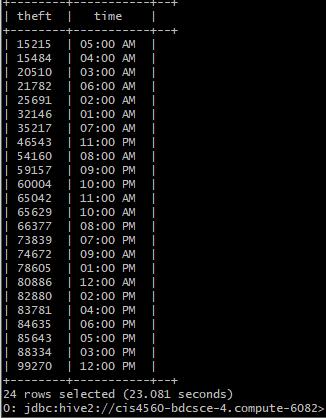 +--------+-----------+--+
| theft | time |
+--------+-----------+--+
| 15215 | 05:00 AM |
| 15484 | 04:00 AM |
| 20510 | 03:00 AM |
| 21782 | 06:00 AM |
| 25691 | 02:00 AM |
| 32146 | 01:00 AM |
| 35217 | 07:00 AM |
| 46543 | 11:00 PM |
| 54160 | 08:00 AM |
| 59157 | 09:00 PM |
| 60004 | 10:00 PM |
| 65042 | 11:00 AM |
| 65629 | 10:00 AM |
| 66377 | 08:00 PM |
| 73839 | 07:00 PM |
| 74672 | 09:00 AM |
| 78605 | 01:00 PM |
| 80886 | 12:00 AM |
| 82880 | 02:00 PM |
| 83781 | 04:00 PM |
| 84635 | 06:00 PM |
| 85643 | 05:00 PM |
| 88334 | 03:00 PM |
| 99270 | 12:00 PM |
+--------+-----------+--+
24 rows selected (23.081 seconds)
0: jdbc:hive2://cis4560-bdcsce-4.compute-6082>